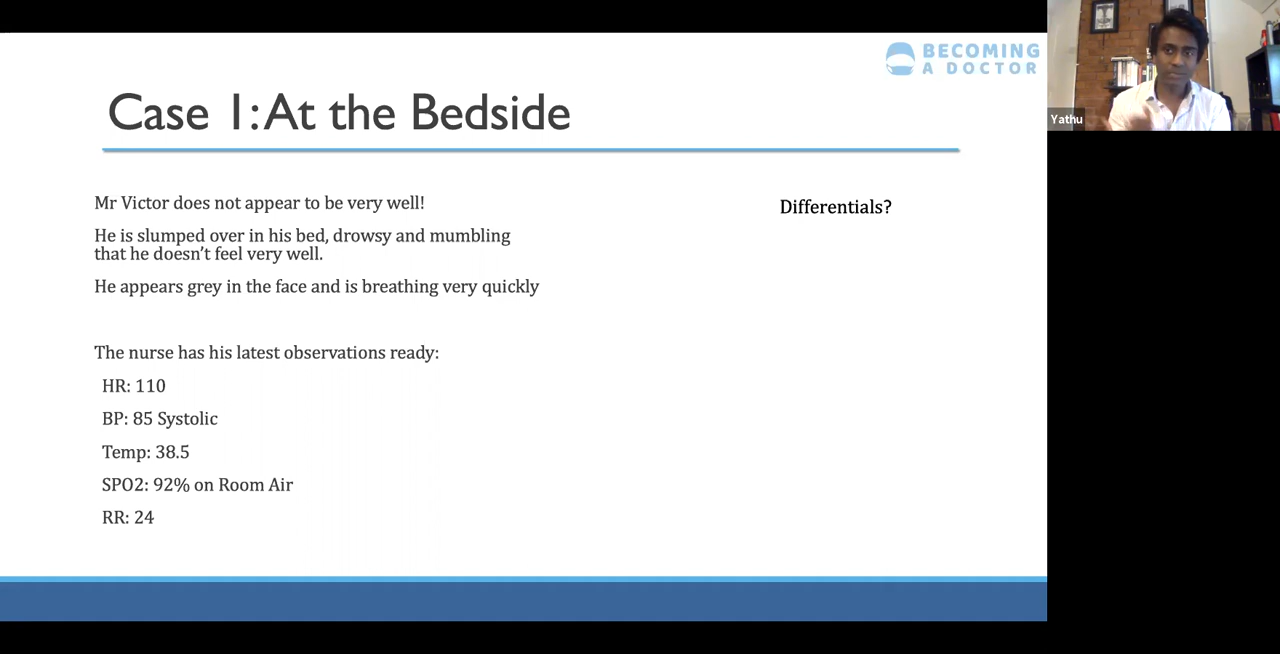 BECOMING
A DOCTOR
Yathu
Case 1: At the Bedside
Mr Victor does not appear to be very well!
He is slumped over in his bed, drowsy and mumbling
that he doesn’t feel very well.
He appears grey in the face and is breathing very quickly
The nurse has his latest observations ready:
HR: 110
BP: 85 Systolic
Temp: 38.5
SPO2: 92% on Room Air
RR: 24
Differentials?